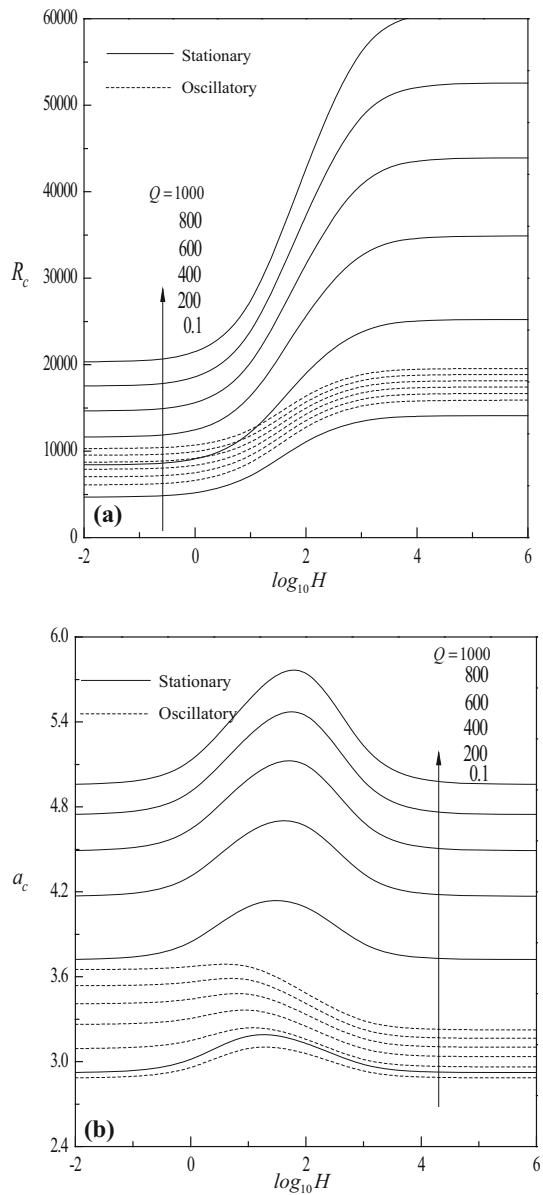 60000
Stationary
Oscillatory
50000
40000
Q = 1000
800
600
400
200
0.1
30000
R_c
20000
10000
(a)
0
-2 0 2 4 6
log₁₀H
6.0
Q = 1000
800
600
400
200
0.1
Stationary
Oscillatory
5.4
4.8
4.2
a_c
3.6
3.0
(b)
2.4
-2 0 2 4 6
log₁₀H